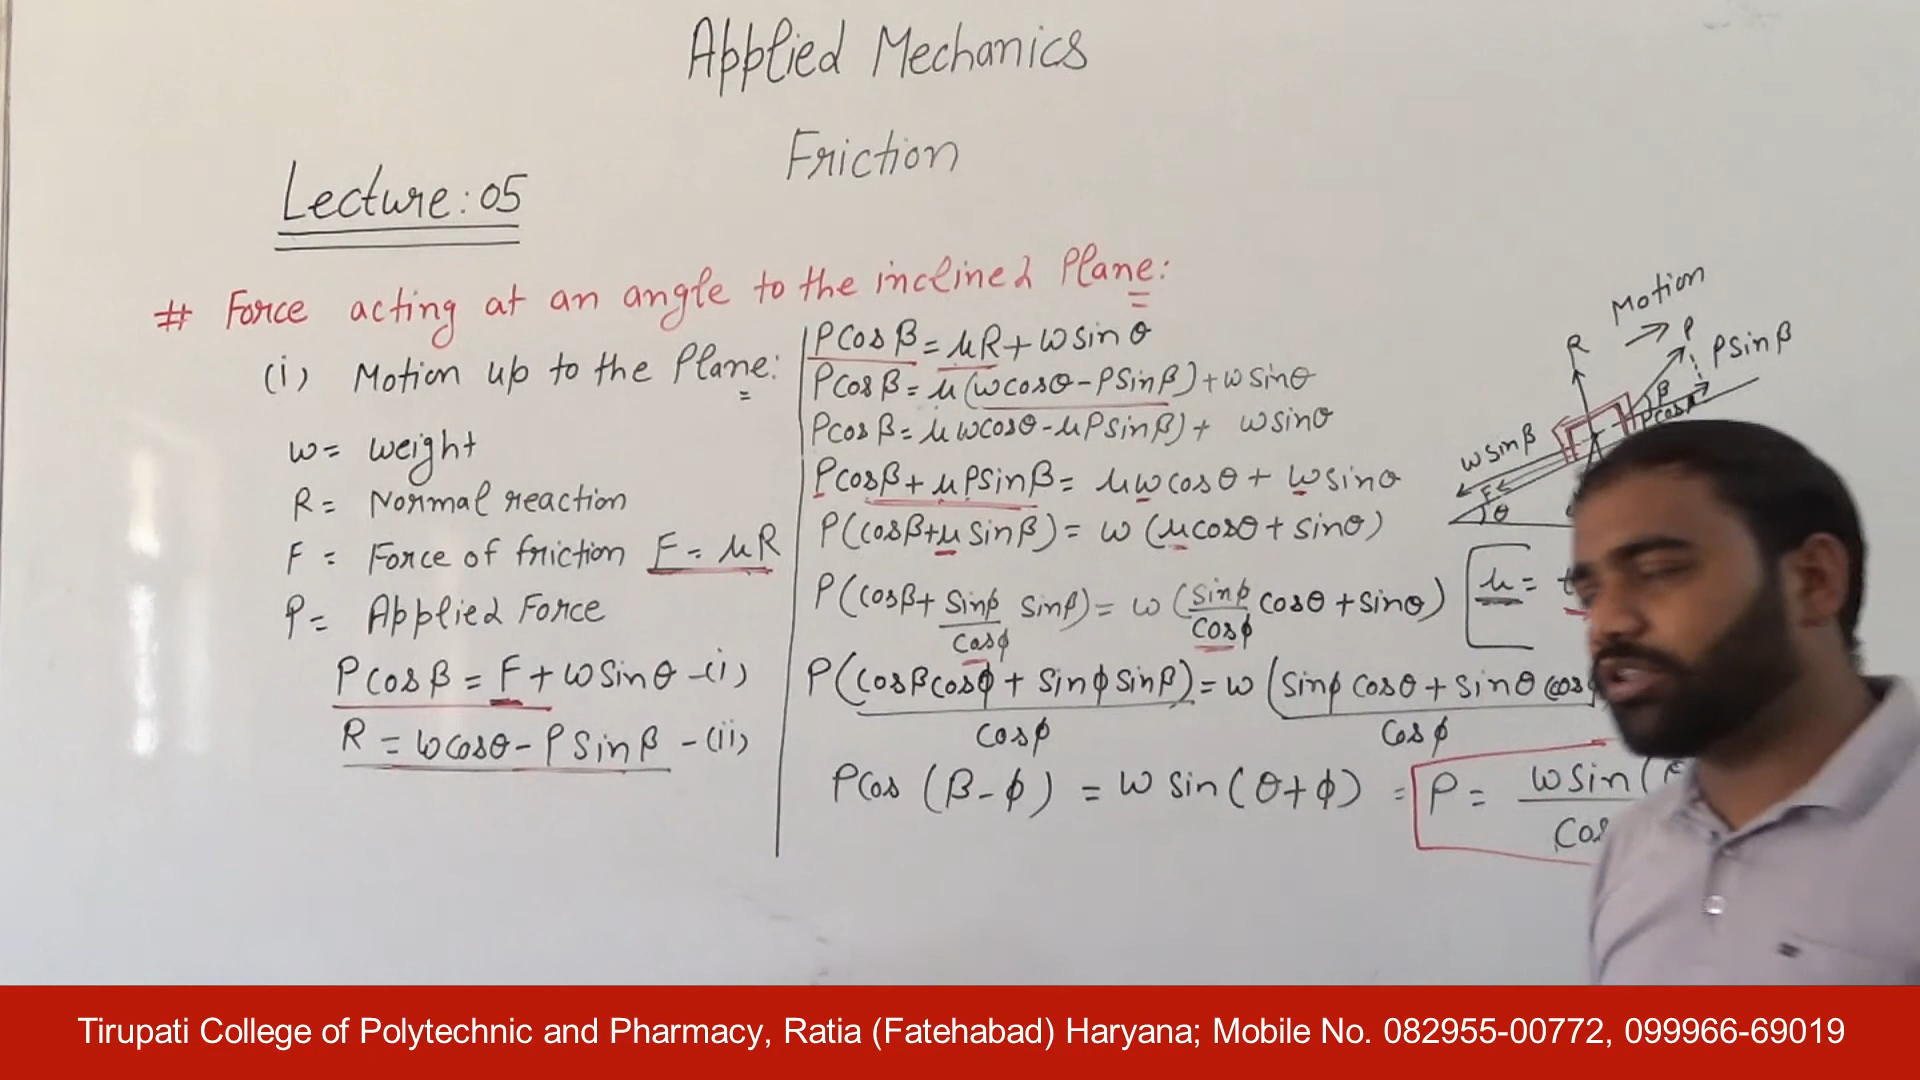 Applied Mechanics
Friction
Lecture: 05
# Force acting at an angle to the inclined Plane:
(i) Motion up to the Plane:
w = weight
R = Normal reaction
F = Force of friction F = μR
P = Applied Force
P cos β = F + w sin θ -(i)
R = w cos θ - P sin β -(ii)
P cos β = μR + w sin θ
P cos β = μ (w cos θ - P sin β) + w sin θ
P cos β = μ w cos θ - μ P sin β) + w sin θ
P cos β + μ P sin β = μ w cos θ + w sin θ
P (cos β + μ sin β) = w (μ cos θ + sin θ)
P (cos β + sin ϕ / cos ϕ sin β) = w (sin ϕ / cos ϕ cos θ + sin θ)
μ =
P (cos β cos ϕ + sin ϕ sin β) / cos ϕ = w (sin ϕ cos θ + sin θ cos / cos ϕ
P cos (β - ϕ) = w sin (θ + ϕ) = P = w sin ( / cos
Motion
R
P
P sin β
β
P cos
w sin β
F
θ
Tirupati College of Polytechnic and Pharmacy, Ratia (Fatehabad) Haryana; Mobile No. 082955-00772, 099966-69019